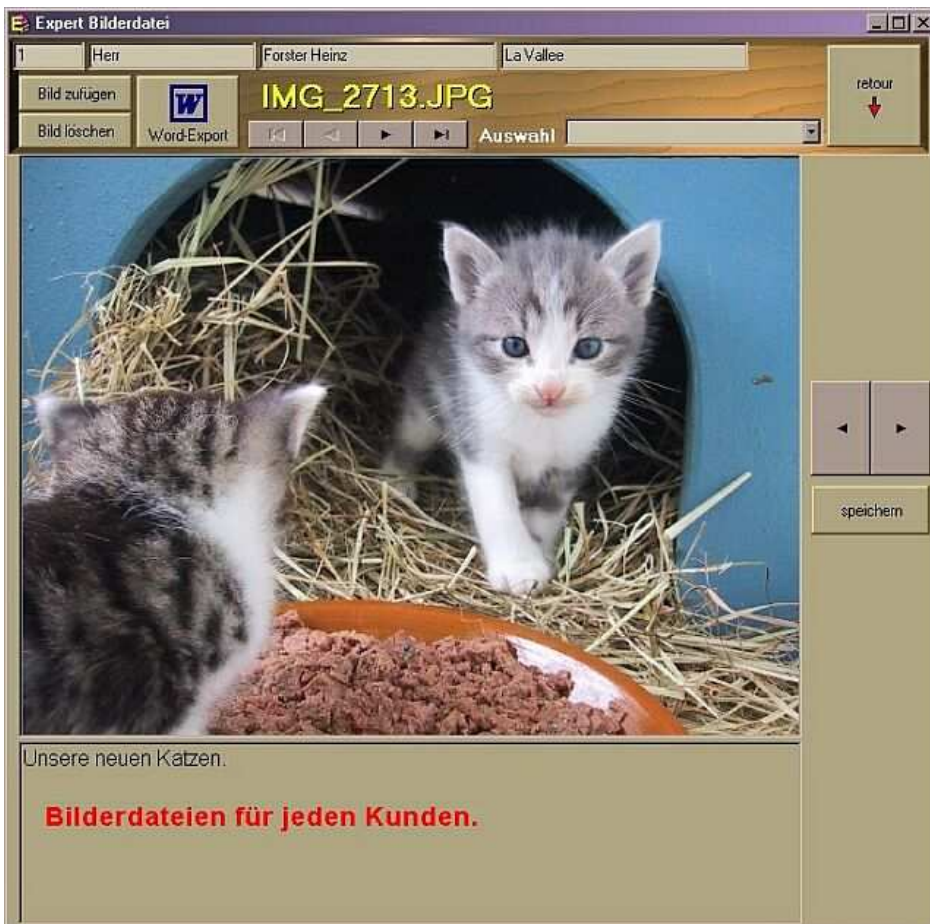 Expert Bilderdatei
1 Herr Forster Heinz La Vallee
Bild zufügen
Bild löschen
Word-Export
IMG_2713.JPG
Auswahl
retour
speichern
Unsere neuen Katzen.
Bilderdateien für jeden Kunden.